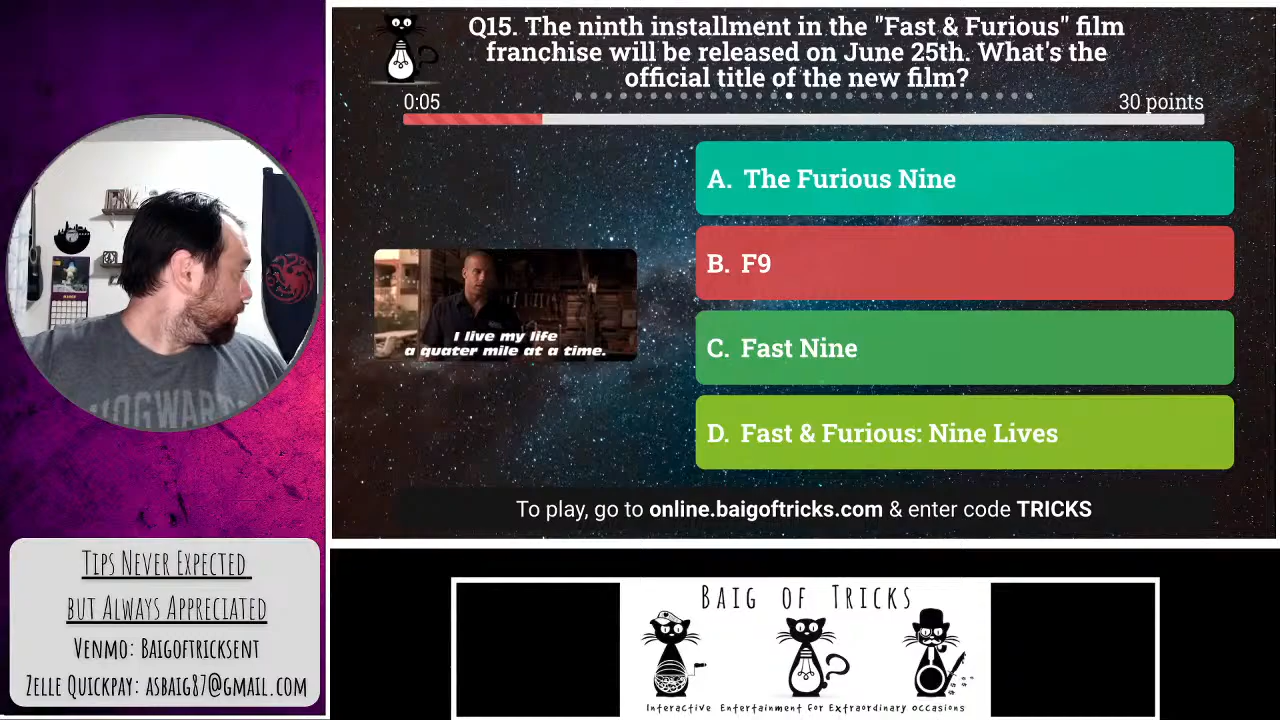 Q15. The ninth installment in the "Fast & Furious" film
franchise will be released on June 25th. What's the
official title of the new film?
0:05
30 points
A. The Furious Nine
B. F9
C. Fast Nine
D. Fast & Furious: Nine Lives
I live my life
a quater mile at a time.
To play, go to online.baigoftricks.com & enter code TRICKS
HOGWAR
Tips Never Expected
but Always Appreciated
Venmo: Baigoftricksent
Zelle Quickpay: asbaig87@gmail.com
Baig of Tricks
Interactive Entertainment for Extraordinary Occasions